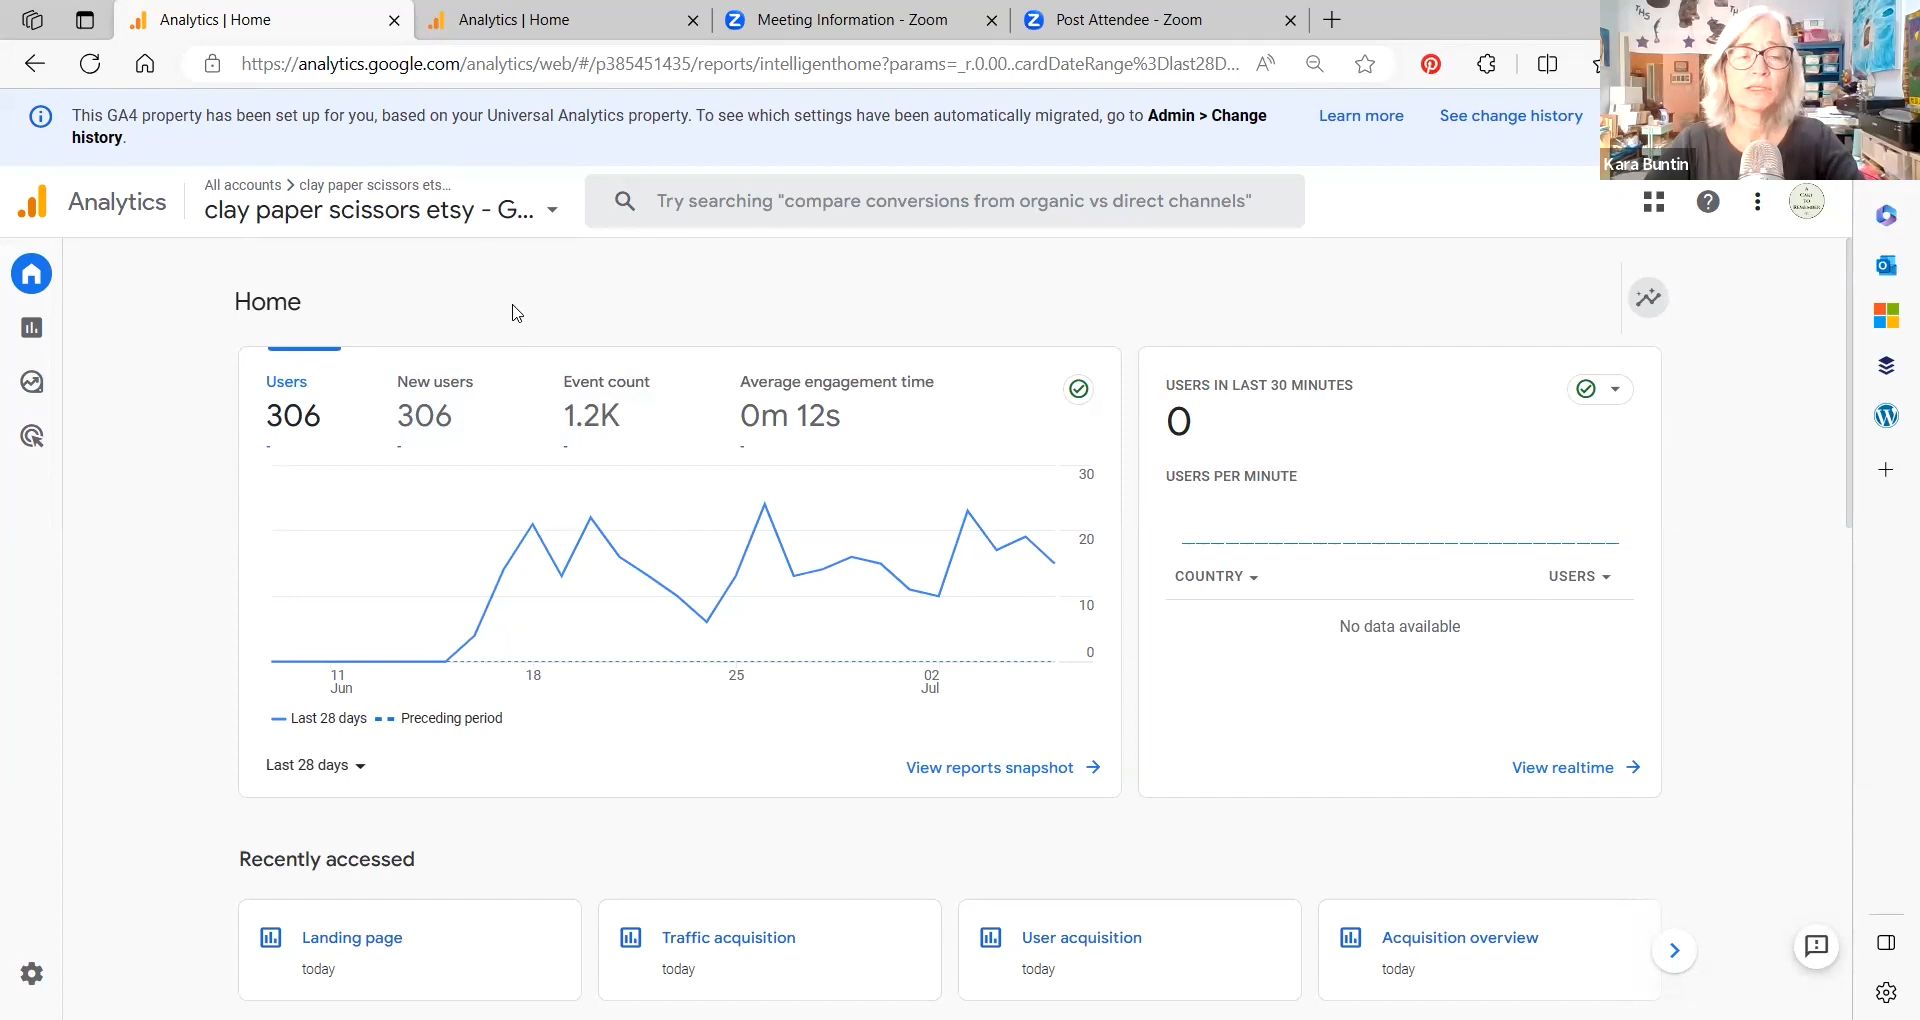 Analytics | Home
Analytics | Home
Meeting Information - Zoom
Post Attendee - Zoom
https://analytics.google.com/analytics/web/#/p385451435/reports/intelligenthome?params=_r.0.00..cardDateRange%3Dlast28D...
This GA4 property has been set up for you, based on your Universal Analytics property. To see which settings have been automatically migrated, go to Admin > Change
history.
Learn more
See change history
Kara Buntin
Analytics
All accounts > clay paper scissors ets...
clay paper scissors etsy - G...
Try searching "compare conversions from organic vs direct channels"
A
CAKE
TO
REMEMBER
Home
Users
306
-
New users
306
-
Event count
1.2K
-
Average engagement time
0m 12s
-
30
20
10
0
11
Jun
18
25
02
Jul
Last 28 days
Preceding period
Last 28 days
View reports snapshot
USERS IN LAST 30 MINUTES
0
USERS PER MINUTE
COUNTRY
USERS
No data available
View realtime
Recently accessed
Landing page
today
Traffic acquisition
today
User acquisition
today
Acquisition overview
today